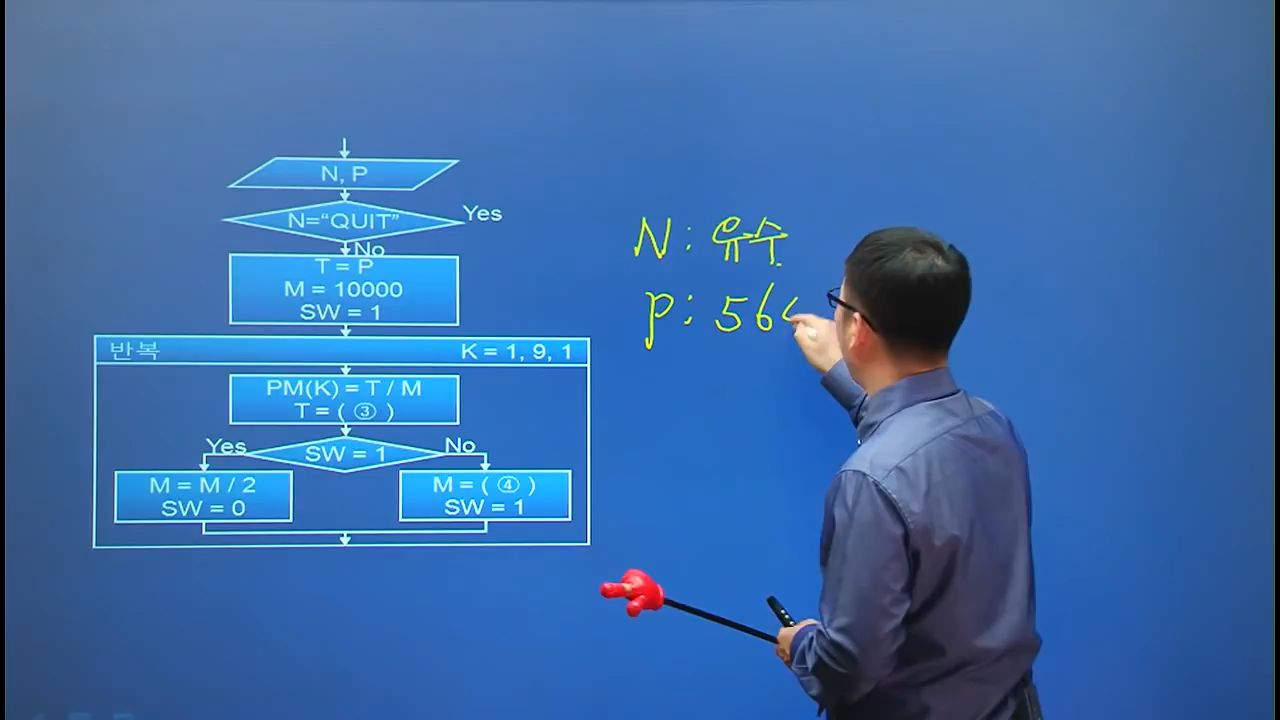 N, P
N=“QUIT”
Yes
No
T = P
M = 10000
SW = 1
반복
K = 1, 9, 1
PM(K) = T / M
T = ( ③ )
Yes
SW = 1
No
M = M / 2
SW = 0
M = ( ④ )
SW = 1
N : 유수
P : 56